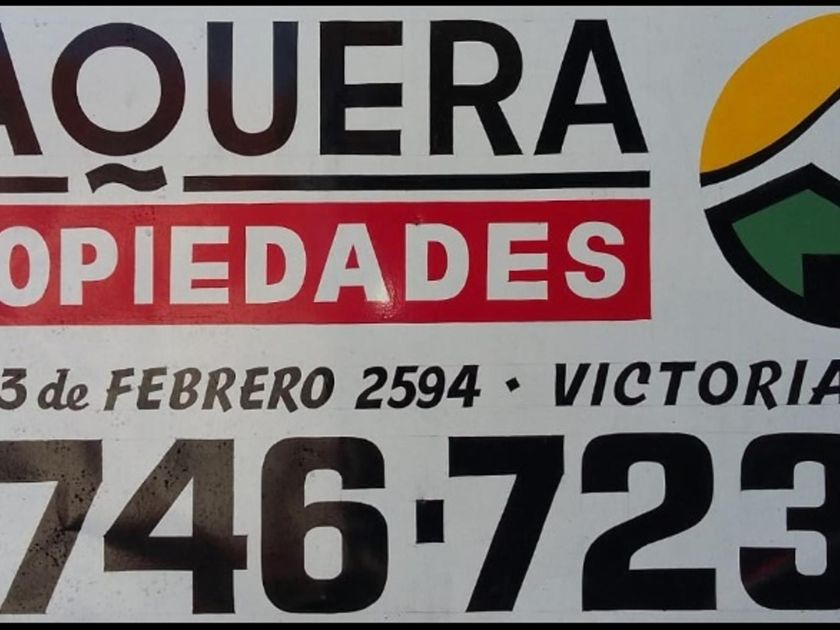 AQUERA
OPIEDADES
3 de FEBRERO 2594 · VICTORIA
746·723